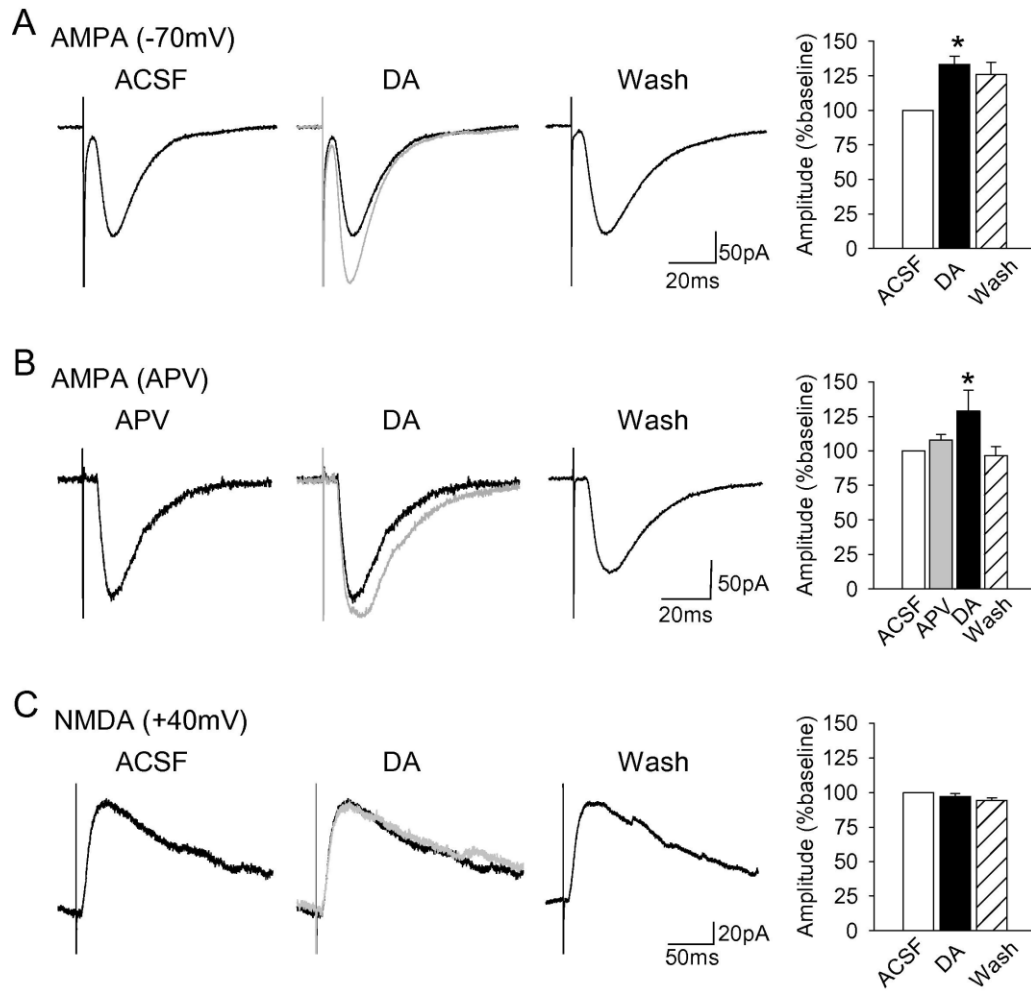 A
AMPA (-70mV)
ACSF
DA
Wash
50pA
20ms
Amplitude (%baseline)
150
125
100
75
50
25
0
*
ACSF
DA
Wash
B
AMPA (APV)
APV
DA
Wash
50pA
20ms
Amplitude (%baseline)
150
125
100
75
50
25
0
*
ACSF
APV
DA
Wash
C
NMDA (+40mV)
ACSF
DA
Wash
20pA
50ms
Amplitude (%baseline)
150
125
100
75
50
25
0
ACSF
DA
Wash